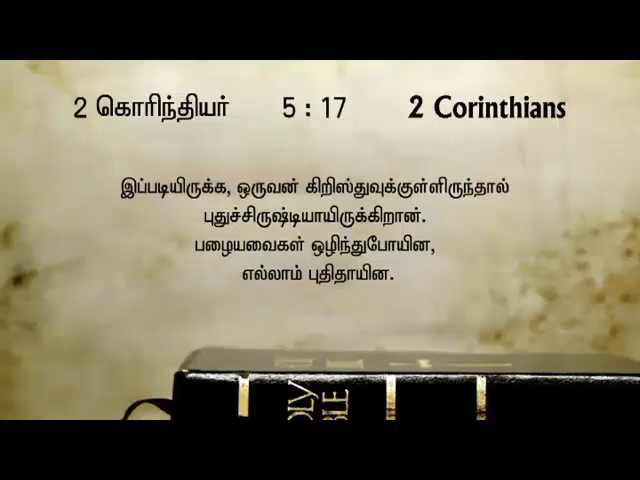 2 கொரிந்தியர் 5 : 17 2 Corinthians
இப்படியிருக்க, ஒருவன் கிறிஸ்துவுக்குள்ளிருந்தால்
புதுச்சிருஷ்டியாயிருக்கிறான்.
பழையவைகள் ஒழிந்துபோயின,
எல்லாம் புதிதாயின.